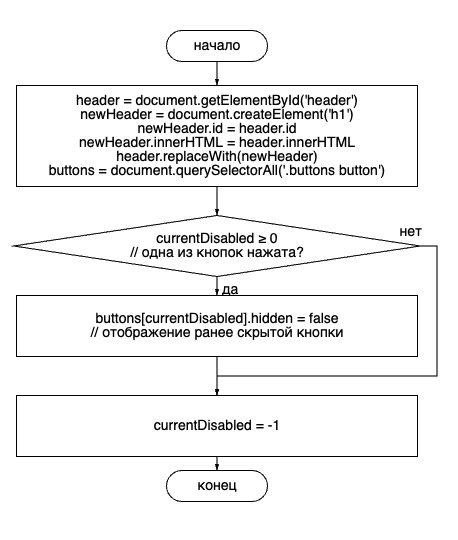 начало
header = document.getElementById('header')
newHeader = document.createElement('h1')
newHeader.id = header.id
newHeader.innerHTML = header.innerHTML
header.replaceWith(newHeader)
buttons = document.querySelectorAll('.buttons button')
currentDisabled ≥ 0
// одна из кнопок нажата?
нет
да
buttons[currentDisabled].hidden = false
// отображение ранее скрытой кнопки
currentDisabled = -1
конец